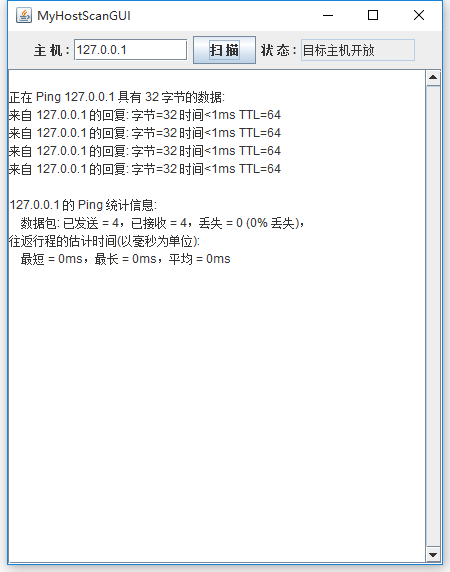 MyHostScanGUI
主 机 : 127.0.0.1 扫 描 状 态 : 目标主机开放
正在 Ping 127.0.0.1 具有 32 字节的数据:
来自 127.0.0.1 的回复: 字节=32 时间<1ms TTL=64
来自 127.0.0.1 的回复: 字节=32 时间<1ms TTL=64
来自 127.0.0.1 的回复: 字节=32 时间<1ms TTL=64
来自 127.0.0.1 的回复: 字节=32 时间<1ms TTL=64
127.0.0.1 的 Ping 统计信息:
数据包: 已发送 = 4，已接收 = 4，丢失 = 0 (0% 丢失)，
往返行程的估计时间(以毫秒为单位):
最短 = 0ms，最长 = 0ms，平均 = 0ms